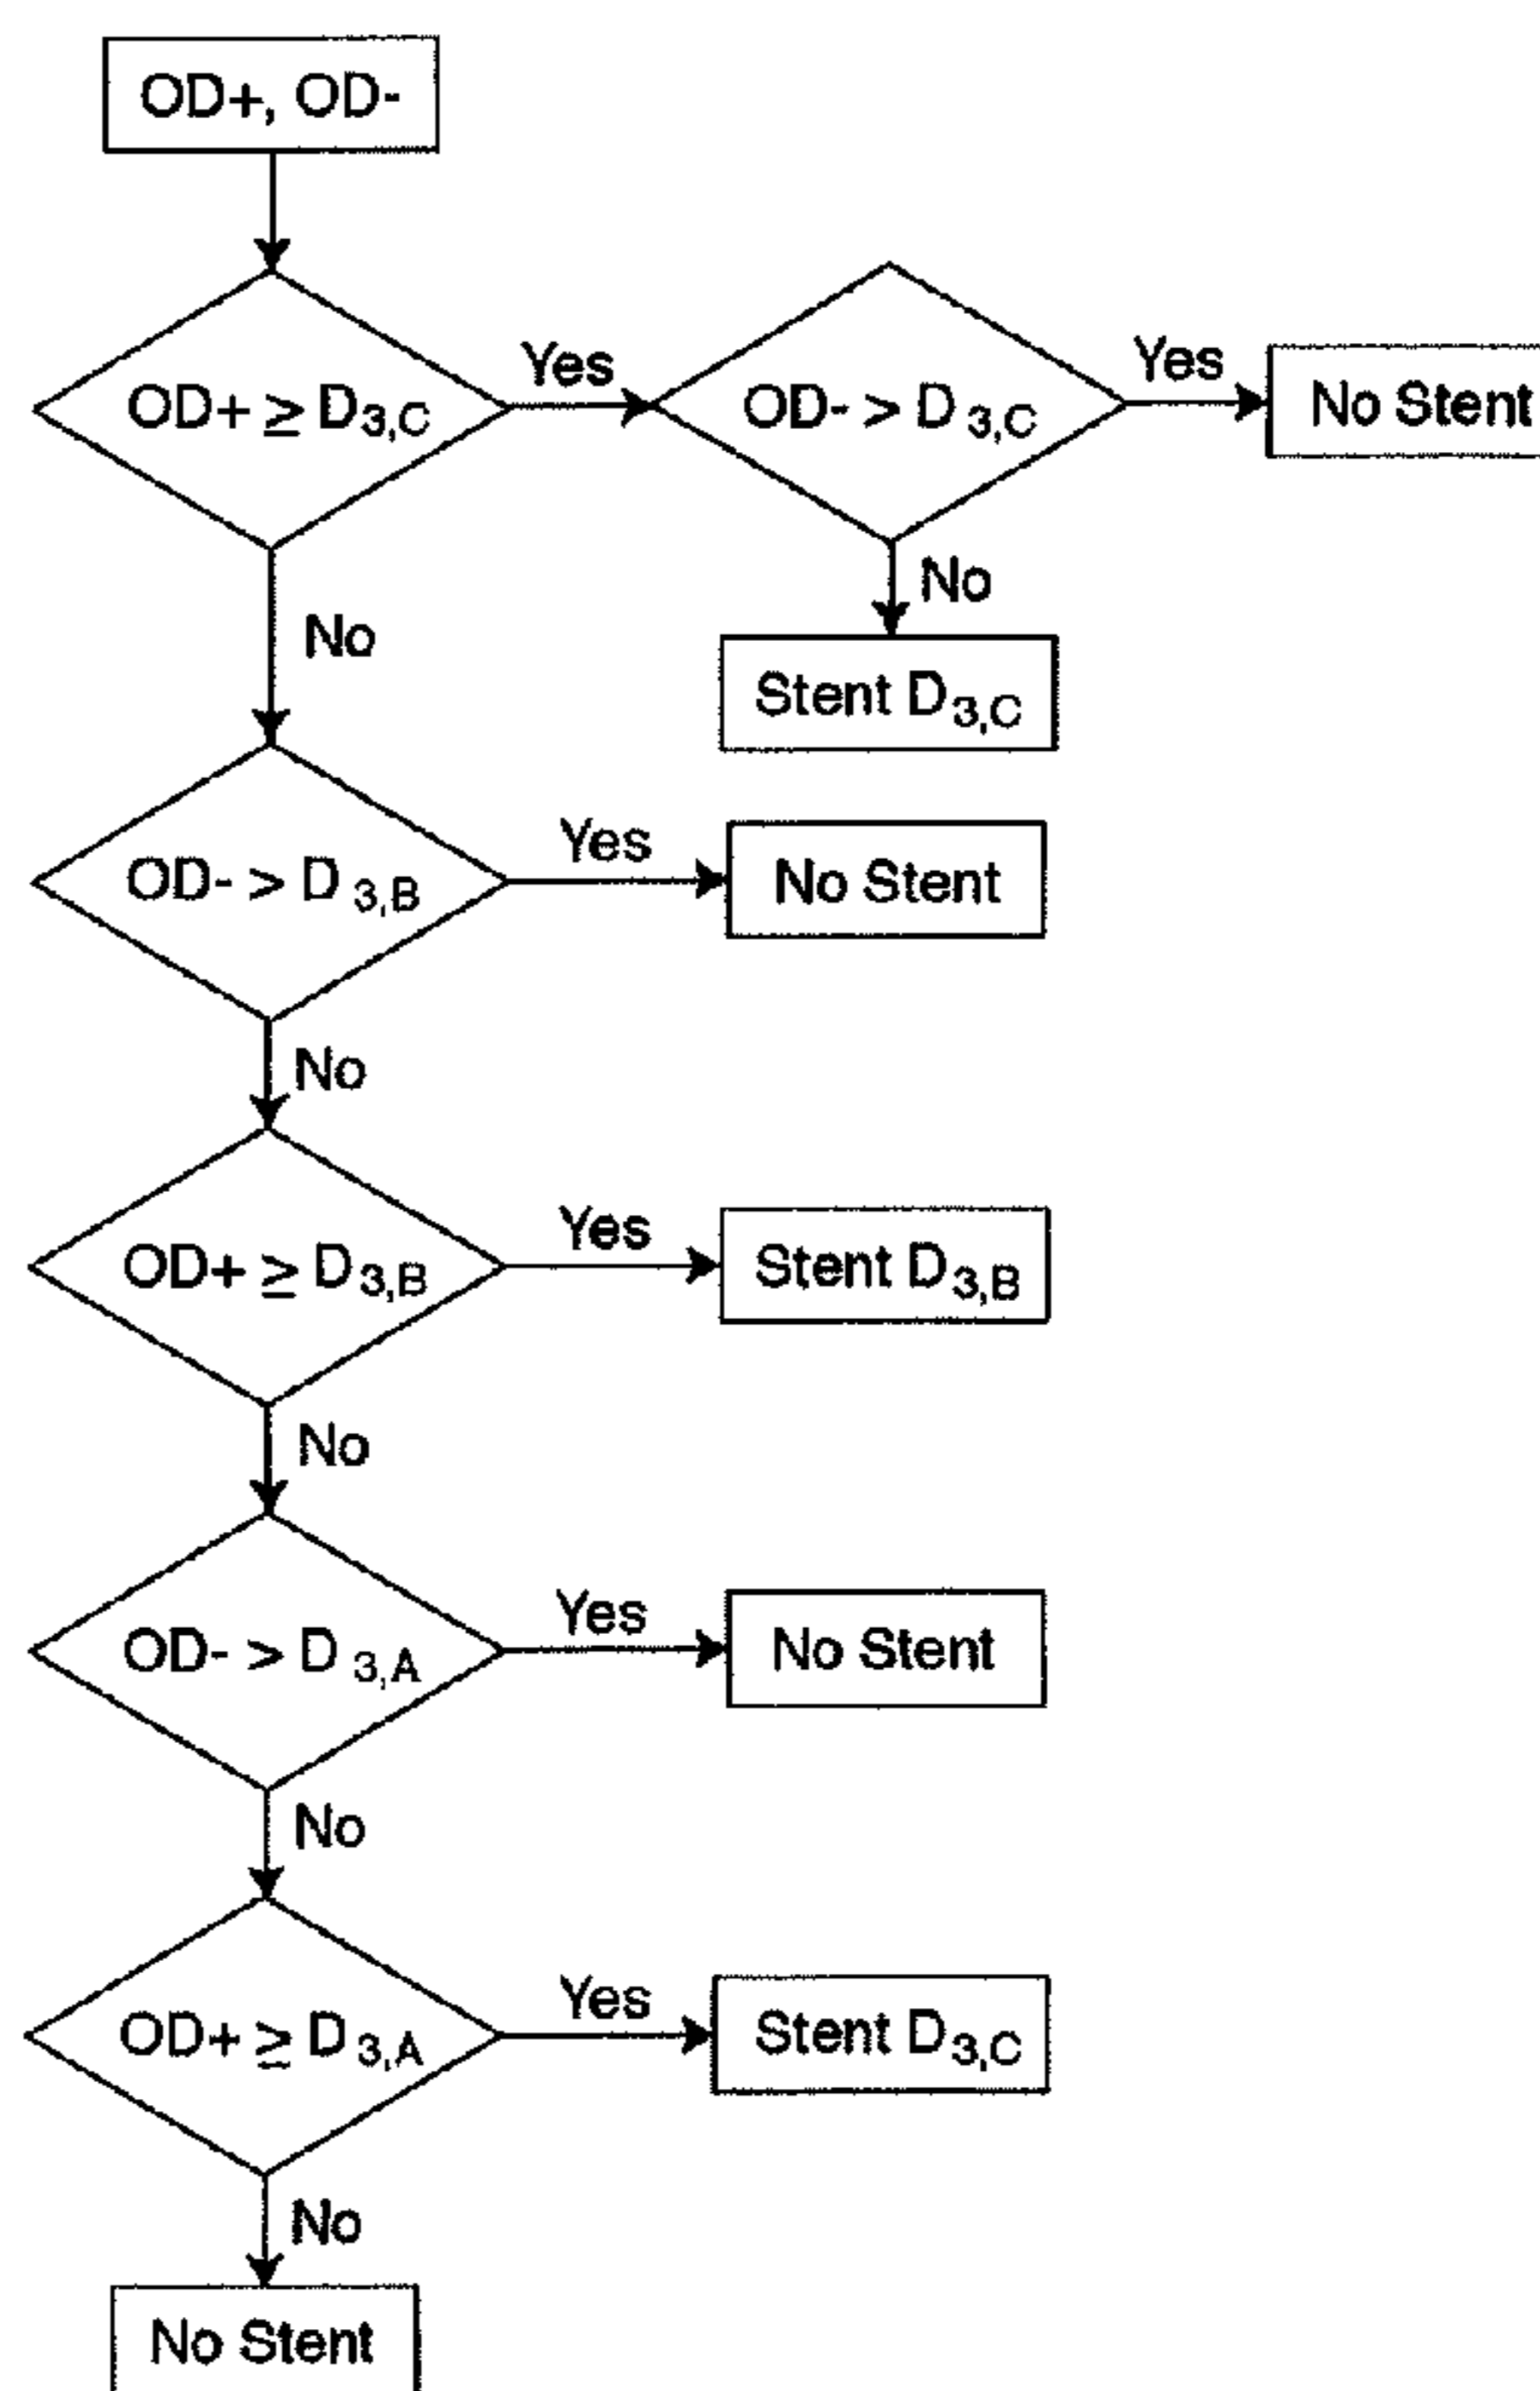 OD+, OD-
OD+ ≥ D3,C
Yes
OD- > D 3,C
Yes
No Stent
No
Stent D3,C
No
OD- > D 3,B
Yes
No Stent
No
OD+ ≥ D3,B
Yes
Stent D3,B
No
OD- > D 3,A
Yes
No Stent
No
OD+ ≥ D3,A
Yes
Stent D3,C
No
No Stent